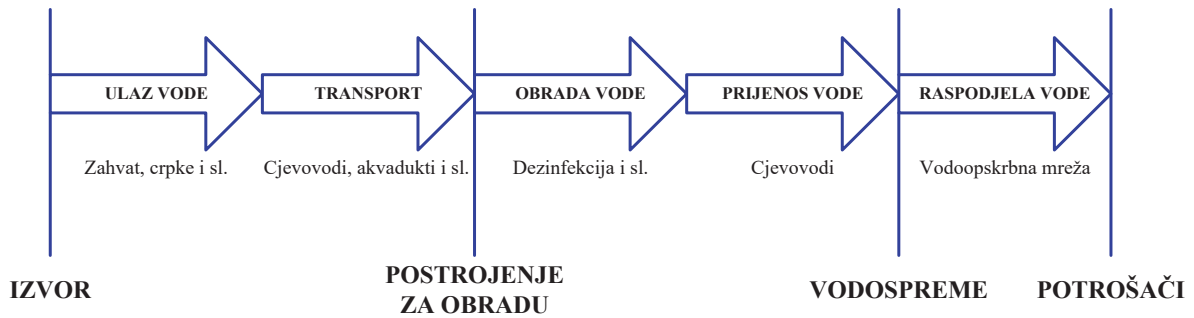 ULAZ VODE
TRANSPORT
OBRADA VODE
PRIJENOS VODE
RASPODJELA VODE
Zahvat, crpke i sl.
Cjevovodi, akvadukti i sl.
Dezinfekcija i sl.
Cjevovodi
Vodoopskrbna mreža
IZVOR
POSTROJENJE
ZA OBRADU
VODOSPREME
POTROŠAČI